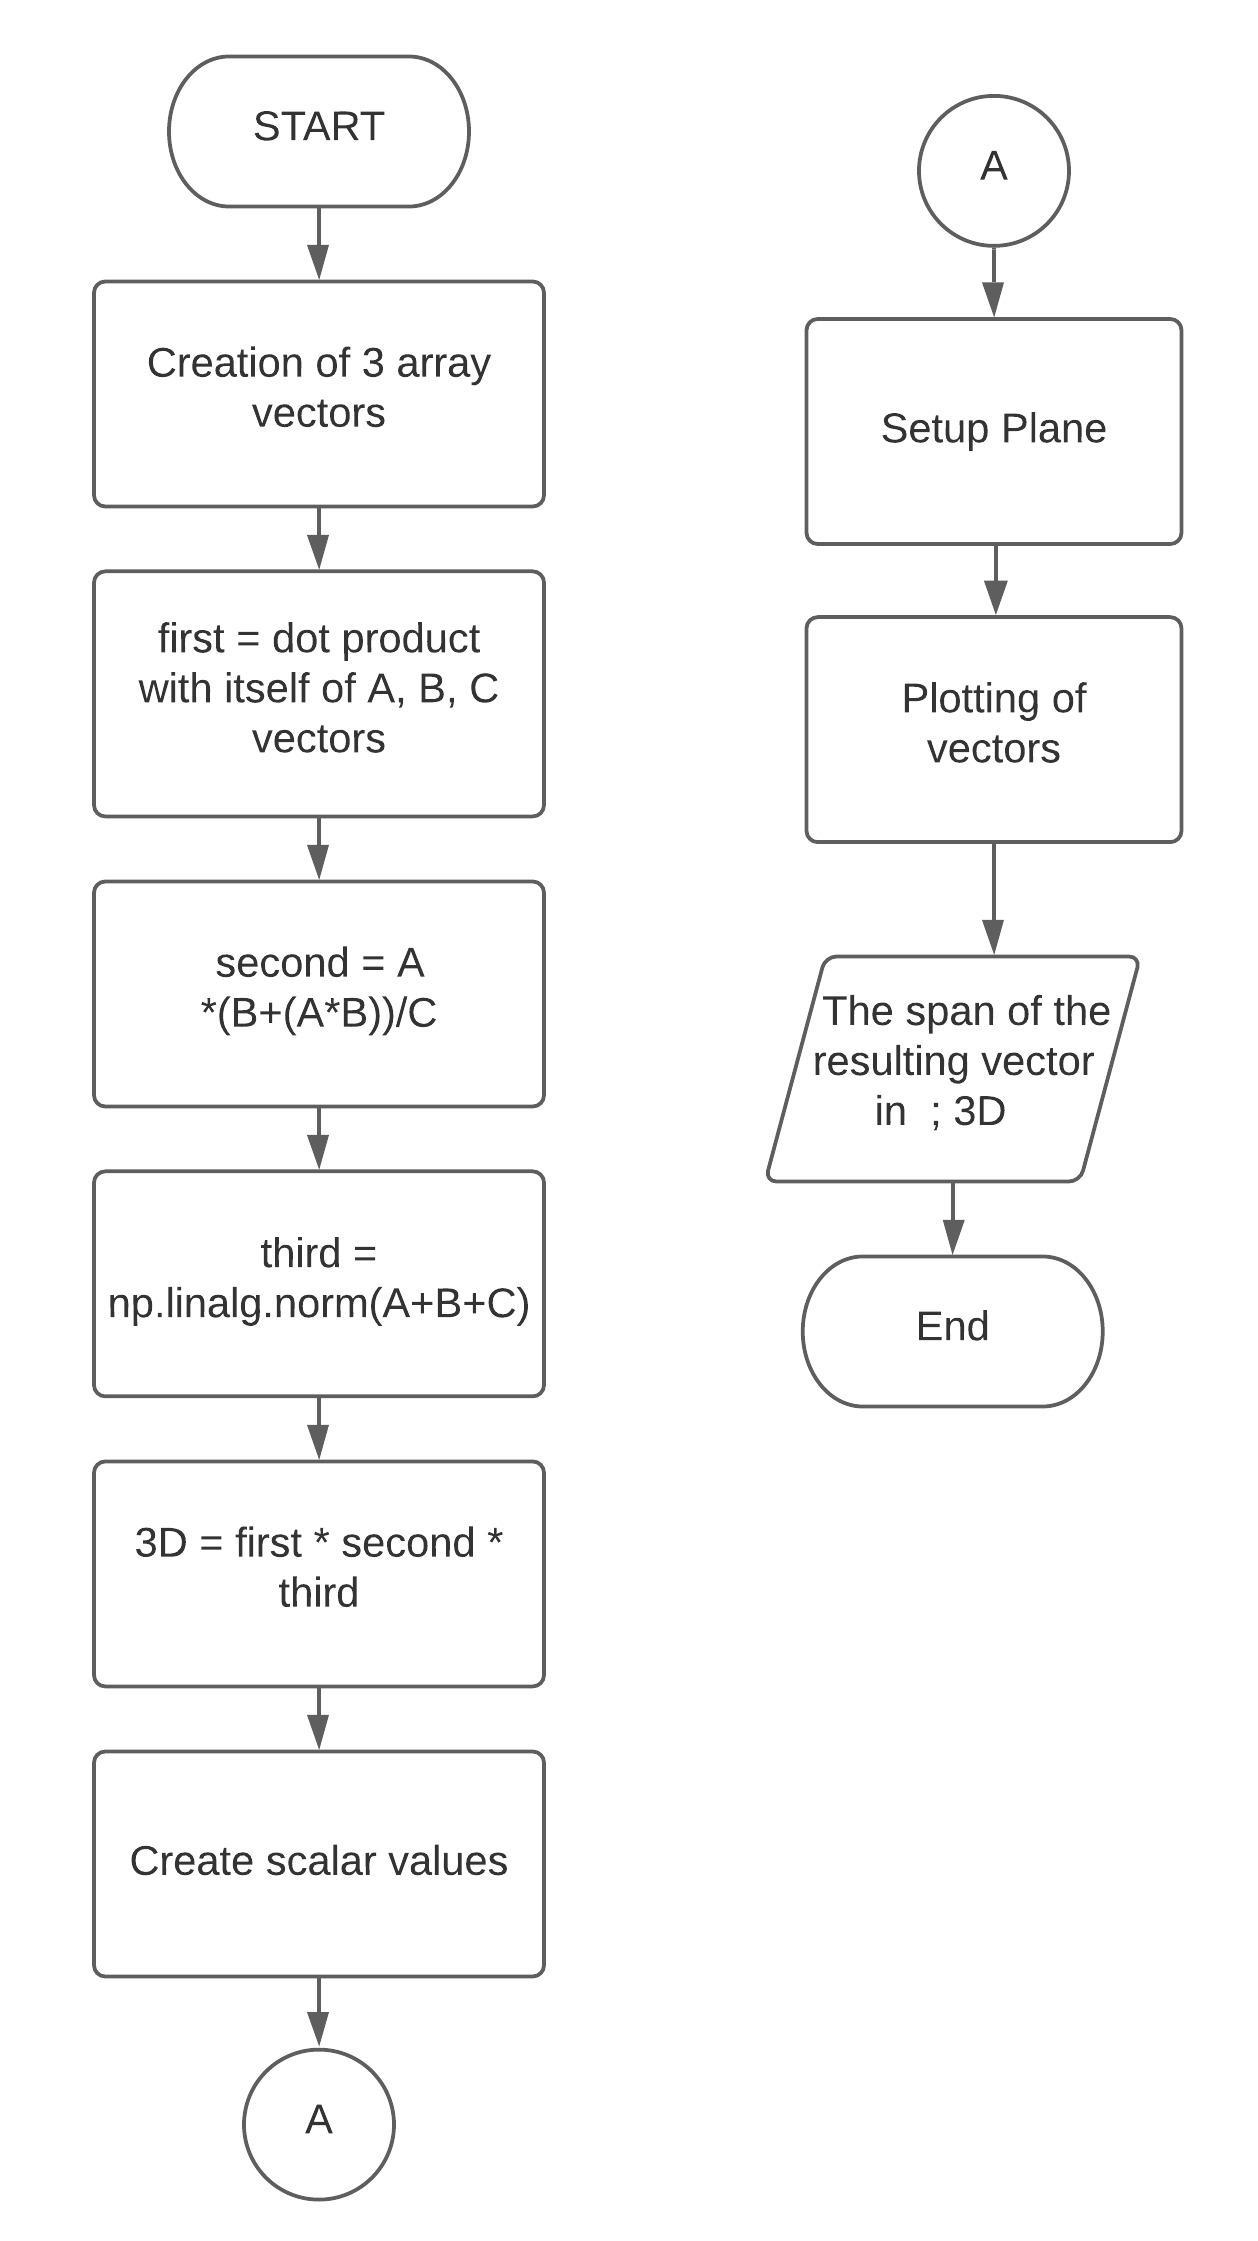 START
Creation of 3 array
vectors
first = dot product
with itself of A, B, C
vectors
second = A
*(B+(A*B))/C
third =
np.linalg.norm(A+B+C)
3D = first * second *
third
Create scalar values
A
A
Setup Plane
Plotting of
vectors
The span of the
resulting vector
in  ; 3D
End